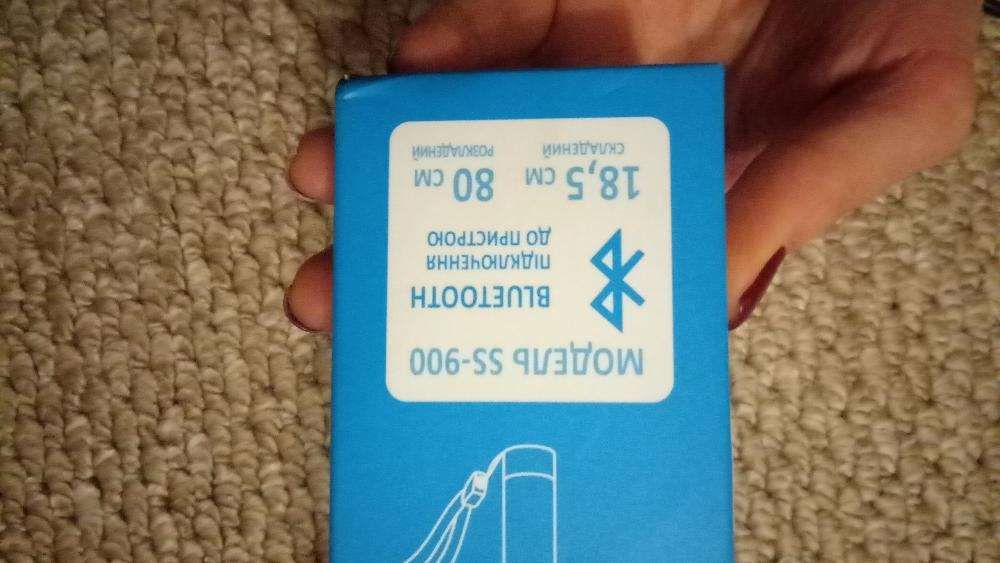 МОДЕЛЬ SS-900
BLUETOOTH
ПІДКЛЮЧЕННЯ
ДО ПРИСТРОЮ
18,5 СМ
СКЛАДЕНИЙ
80 СМ
РОЗКЛАДЕНИЙ